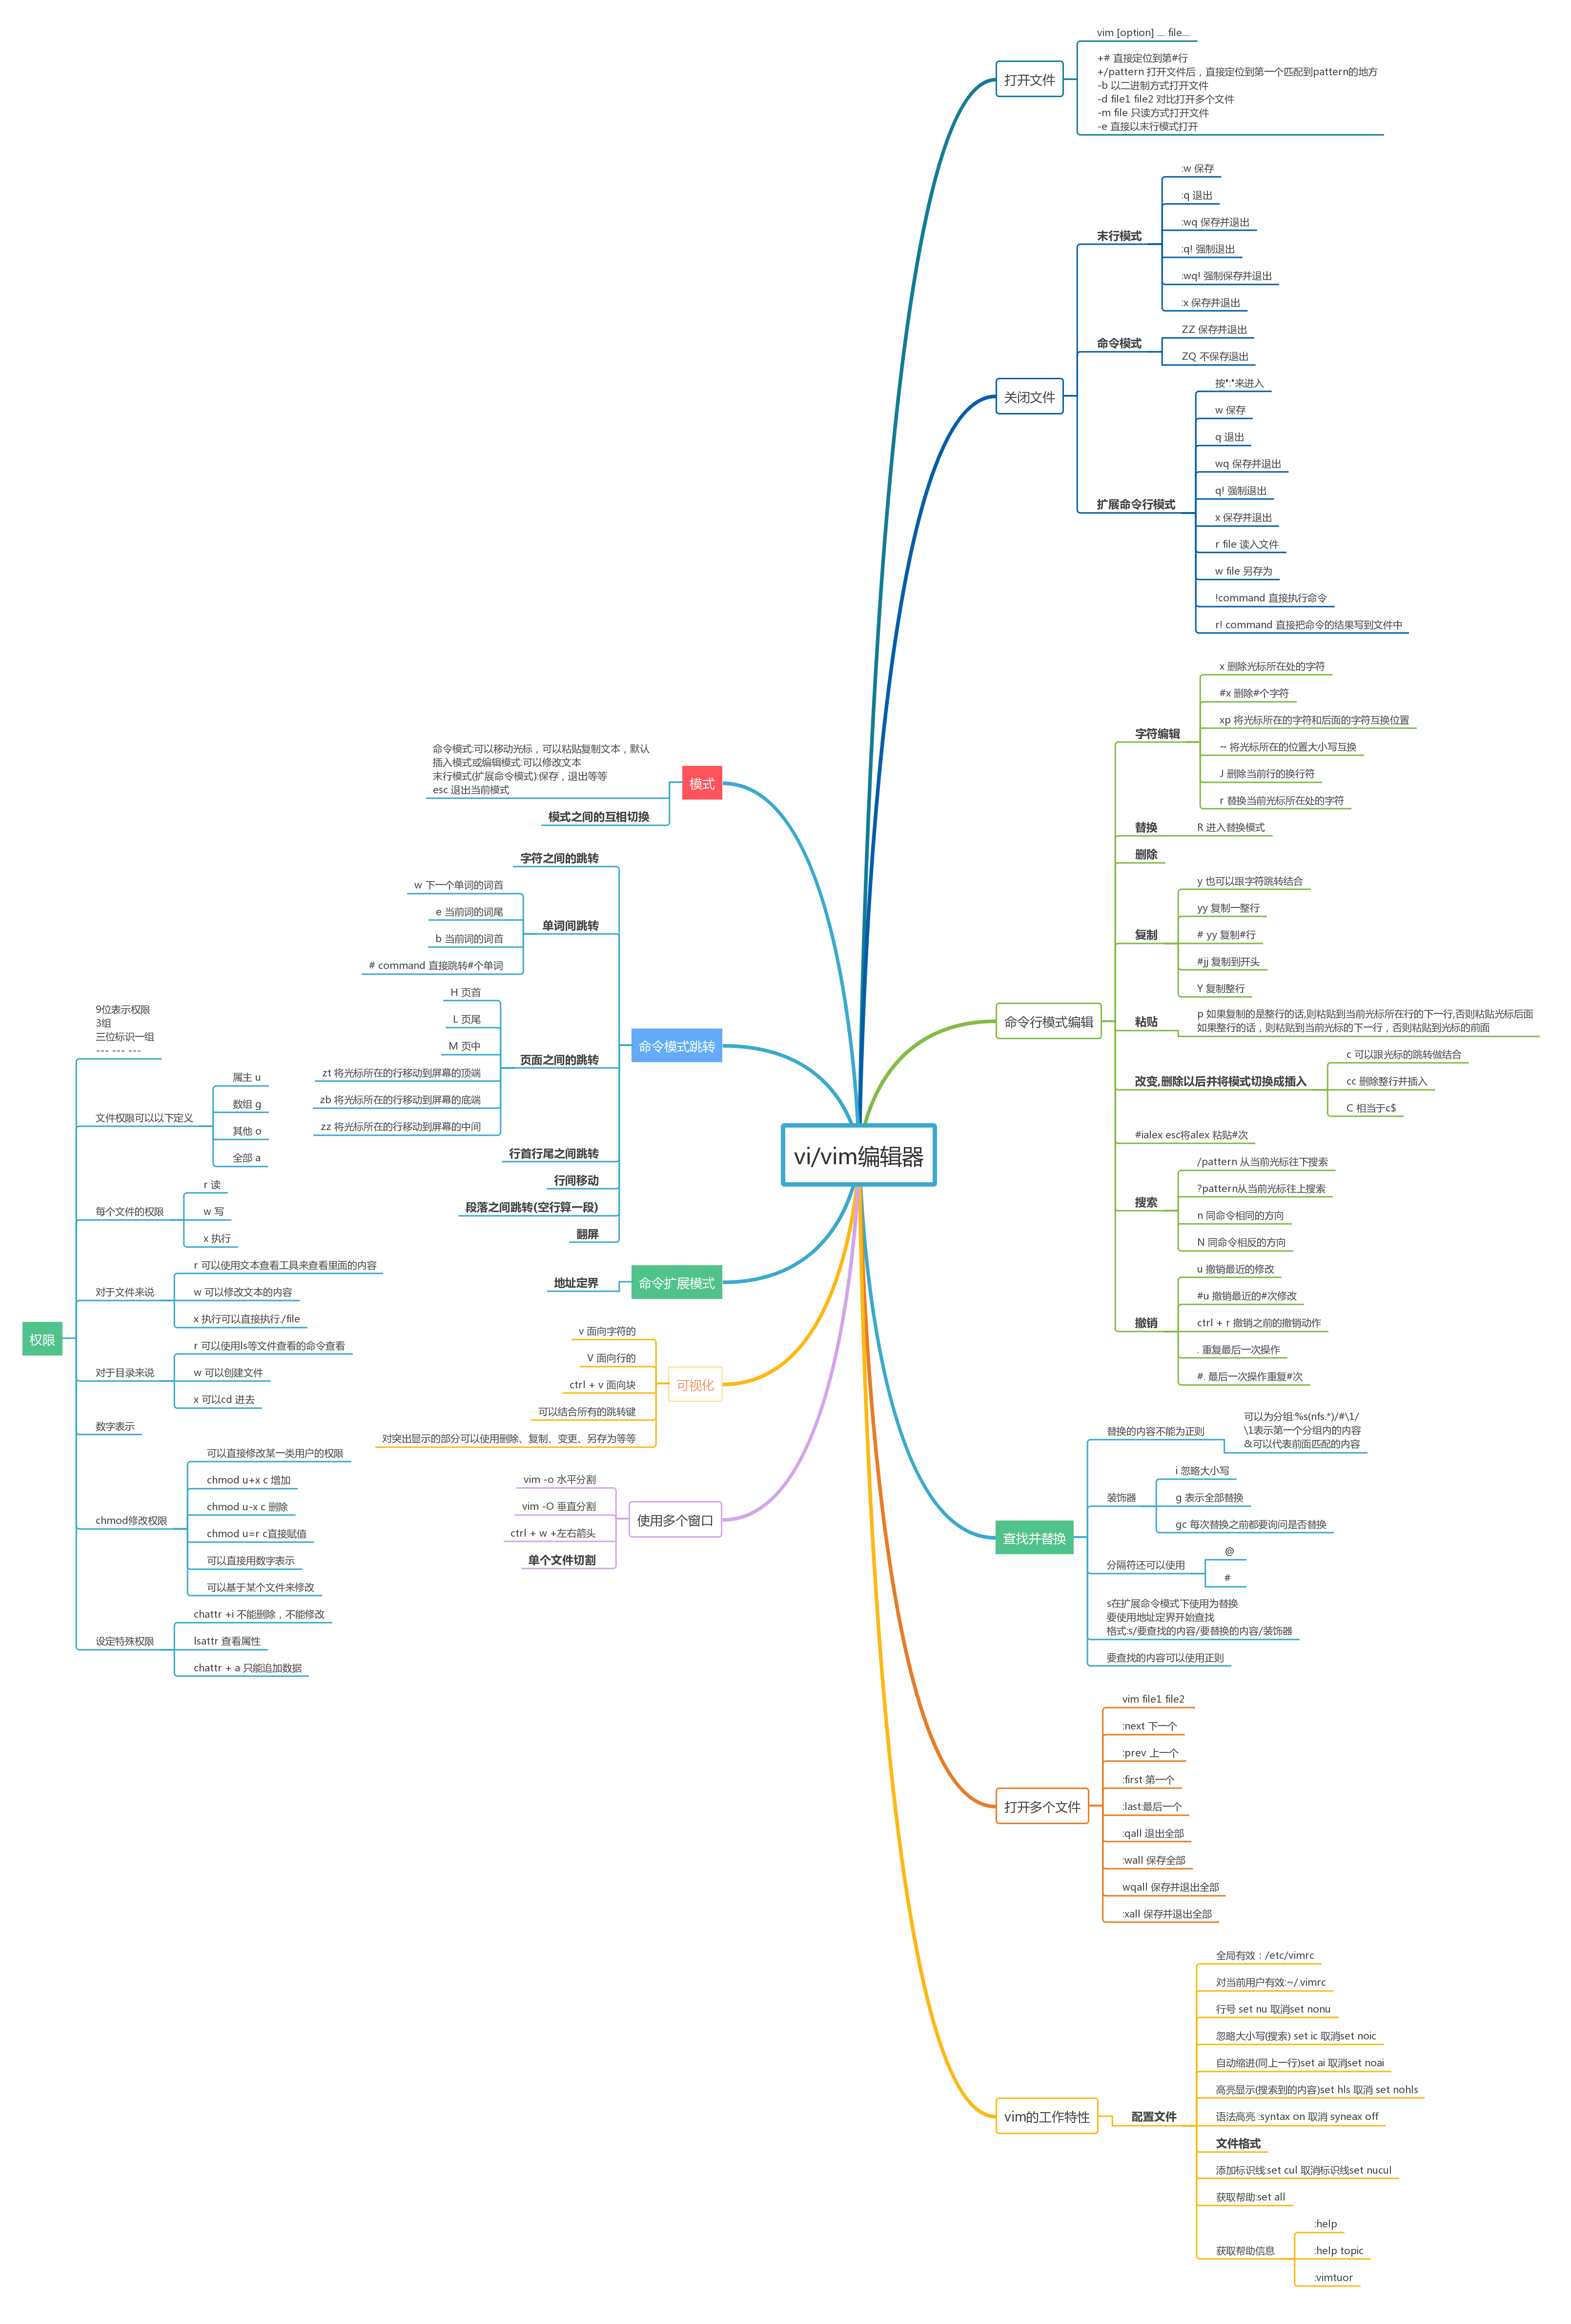 vi/vim编辑器
打开文件
vim [option] .... file....
+# 直接定位到第#行
+/pattern 打开文件后，直接定位到第一个匹配到pattern的地方
-b 以二进制方式打开文件
-d file1 file2 对比打开多个文件
-m file 只读方式打开文件
-e 直接以末行模式打开
关闭文件
末行模式
:w 保存
:q 退出
:wq 保存并退出
:q! 强制退出
:wq! 强制保存并退出
:x 保存并退出
命令模式
ZZ 保存并退出
ZQ 不保存退出
扩展命令行模式
按":"来进入
w 保存
q 退出
wq 保存并退出
q! 强制退出
x 保存并退出
r file 读入文件
w file 另存为
!command 直接执行命令
r! command 直接把命令的结果写到文件中
命令行模式编辑
字符编辑
x 删除光标所在处的字符
#x 删除#个字符
xp 将光标所在的字符和后面的字符互换位置
~ 将光标所在的位置大小写互换
J 删除当前行的换行符
r 替换当前光标所在处的字符
替换
R 进入替换模式
删除
复制
y 也可以跟字符跳转结合
yy 复制一整行
# yy 复制#行
#jj 复制到开头
Y 复制整行
粘贴
p 如果复制的是整行的话,则粘贴到当前光标所在行的下一行,否则粘贴光标后面
如果整行的话，则粘贴到当前光标的下一行，否则粘贴到光标的前面
改变,删除以后并将模式切换成插入
c 可以跟光标的跳转做结合
cc 删除整行并插入
C 相当于c$
#ialex esc将alex 粘贴#次
搜索
/pattern 从当前光标往下搜索
?pattern从当前光标往上搜索
n 同命令相同的方向
N 同命令相反的方向
撤销
u 撤销最近的修改
#u 撤销最近的#次修改
ctrl + r 撤销之前的撤销动作
. 重复最后一次操作
#. 最后一次操作重复#次
查找并替换
替换的内容不能为正则
可以为分组:%s(nfs.*)/#\1/
\1表示第一个分组内的内容
&可以代表前面匹配的内容
装饰器
i 忽略大小写
g 表示全部替换
gc 每次替换之前都要询问是否替换
分隔符还可以使用
@
#
s在扩展命令模式下使用为替换
要使用地址定界开始查找
格式:s/要查找的内容/要替换的内容/装饰器
要查找的内容可以使用正则
打开多个文件
vim file1 file2
:next 下一个
:prev 上一个
:first 第一个
:last:最后一个
:qall 退出全部
:wall 保存全部
wqall 保存并退出全部
:xall 保存并退出全部
vim的工作特性
配置文件
全局有效：/etc/vimrc
对当前用户有效:~/.vimrc
行号 set nu 取消set nonu
忽略大小写(搜索) set ic 取消set noic
自动缩进(同上一行)set ai 取消set noai
高亮显示(搜索到的内容)set hls 取消 set nohls
语法高亮 :syntax on 取消 syneax off
文件格式
添加标识线:set cul 取消标识线set nucul
获取帮助:set all
获取帮助信息
:help
:help topic
:vimtuor
模式
命令模式:可以移动光标，可以粘贴复制文本，默认
插入模式或编辑模式:可以修改文本
末行模式(扩展命令模式):保存，退出等等
esc 退出当前模式
模式之间的互相切换
命令模式跳转
字符之间的跳转
单词间跳转
w 下一个单词的词首
e 当前词的词尾
b 当前词的词首
# command 直接跳转#个单词
页面之间的跳转
H 页首
L 页尾
M 页中
zt 将光标所在的行移动到屏幕的顶端
zb 将光标所在的行移动到屏幕的底端
zz 将光标所在的行移动到屏幕的中间
行首行尾之间跳转
行间移动
段落之间跳转(空行算一段)
翻屏
命令扩展模式
地址定界
可视化
v 面向字符的
V 面向行的
ctrl + v 面向块
可以结合所有的跳转键
对突出显示的部分可以使用删除、复制、变更、另存为等等
使用多个窗口
vim -o 水平分割
vim -O 垂直分割
ctrl + w +左右箭头
单个文件切割
权限
9位表示权限
3组
三位标识一组
--- --- ---
文件权限可以以下定义
属主 u
数组 g
其他 o
全部 a
每个文件的权限
r 读
w 写
x 执行
对于文件来说
r 可以使用文本查看工具来查看里面的内容
w 可以修改文本的内容
x 执行可以直接执行./file
对于目录来说
r 可以使用ls等文件查看的命令查看
w 可以创建文件
x 可以cd 进去
数字表示
chmod修改权限
可以直接修改某一类用户的权限
chmod u+x c 增加
chmod u-x c 删除
chmod u=r c直接赋值
可以直接用数字表示
可以基于某个文件来修改
设定特殊权限
chattr +i 不能删除，不能修改
lsattr 查看属性
chattr + a 只能追加数据